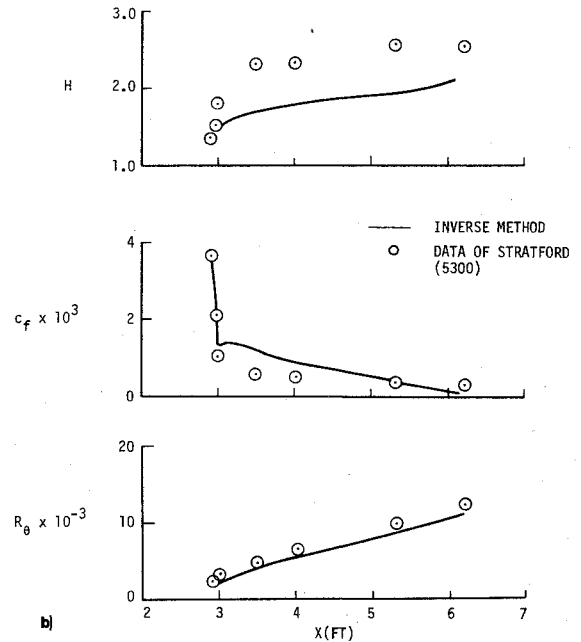 3.0
H
2.0
1.0
INVERSE METHOD
DATA OF STRATFORD
(5300)
4
c_f x 10^3
2
0
20
R_θ x 10^-3
10
0
2 3 4 5 6 7
X(FT)
b)